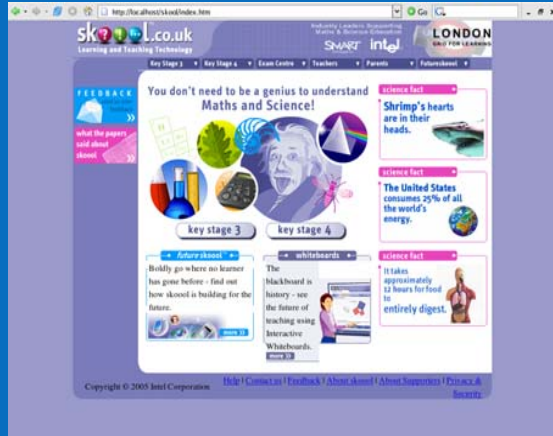 http://localhost/skool/index.htm
Go
skoool.co.uk
Learning and Teaching Technology
Industry Leaders Supporting
Maths & Science Education
SMART intel
LONDON
GRID FOR LEARNING
Key Stage 3
Key Stage 4
Exam Centre
Teachers
Parents
Futureskoool
FEEDBACK
what the papers
said about
skoool
You don't need to be a genius to understand
Maths and Science!
key stage 3
key stage 4
science fact
Shrimp's hearts
are in their
heads.
science fact
The United States
consumes 25% of all
the world's
energy.
science fact
It takes
approximately
12 hours for food
to
entirely digest.
future skoool
Boldly go where no learner
has gone before - find out
how skoool is building for the
future.
more >>
whiteboards
The
blackboard is
history - see
the future of
teaching using
Interactive
Whiteboards.
more >>
Copyright © 2005 Intel Corporation
Help | Contact us | Feedback | About skoool | About Supporters | Privacy &
Security